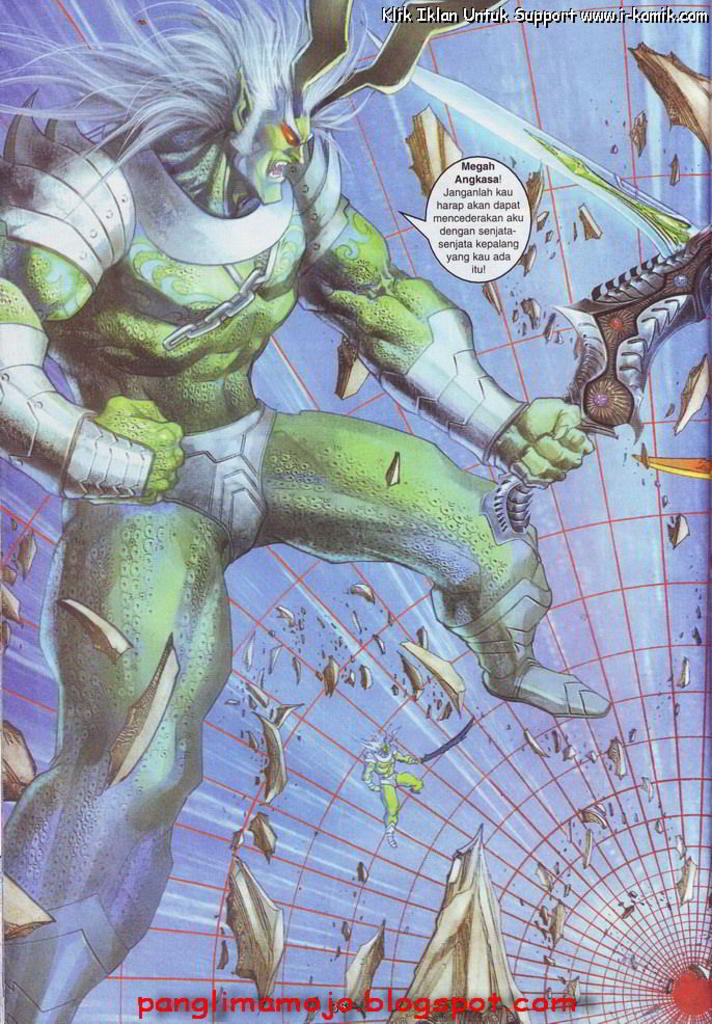 Klik Iklan Untuk Support www.r-komik.com
Megah
Angkasa!
Janganlah kau
harap akan dapat
mencederakan aku
dengan senjata-
senjata kepalang
yang kau ada
itu!
panglimamojo.blogspot.com